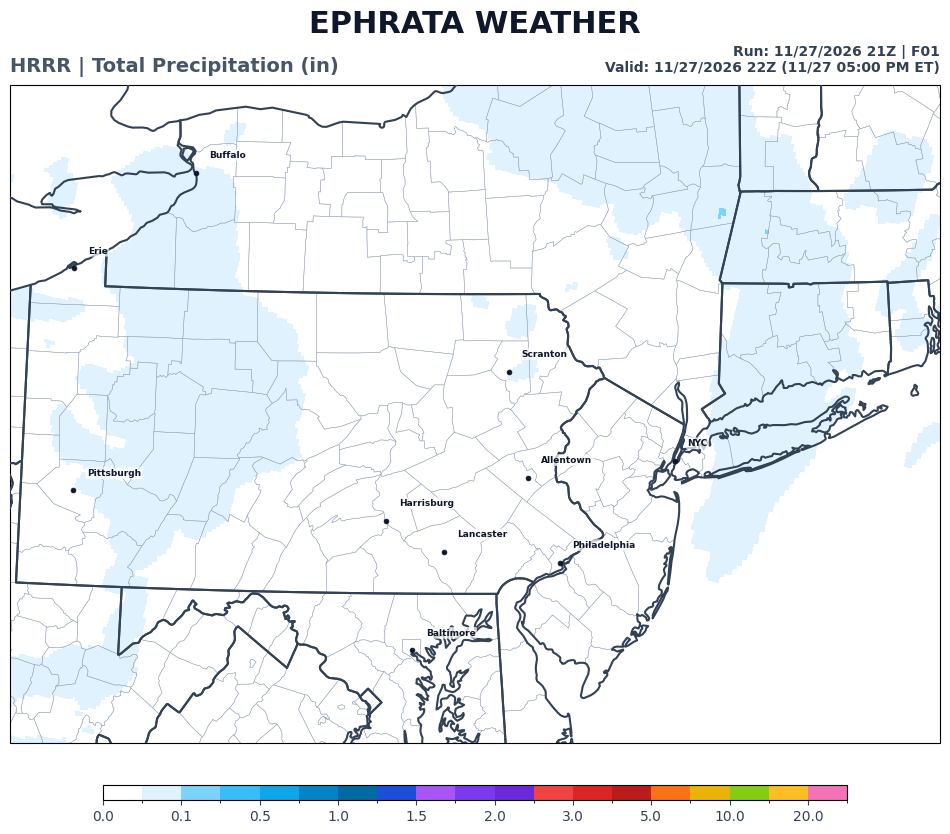 EPHRATA WEATHER
HRRR | Total Precipitation (in)
Run: 11/27/2026 21Z | F01
Valid: 11/27/2026 22Z (11/27 05:00 PM ET)
Buffalo
Erie
Scranton
NYC
Allentown
Pittsburgh
Harrisburg
Lancaster
Philadelphia
Baltimore
0.0 0.1 0.5 1.0 1.5 2.0 3.0 5.0 10.0 20.0